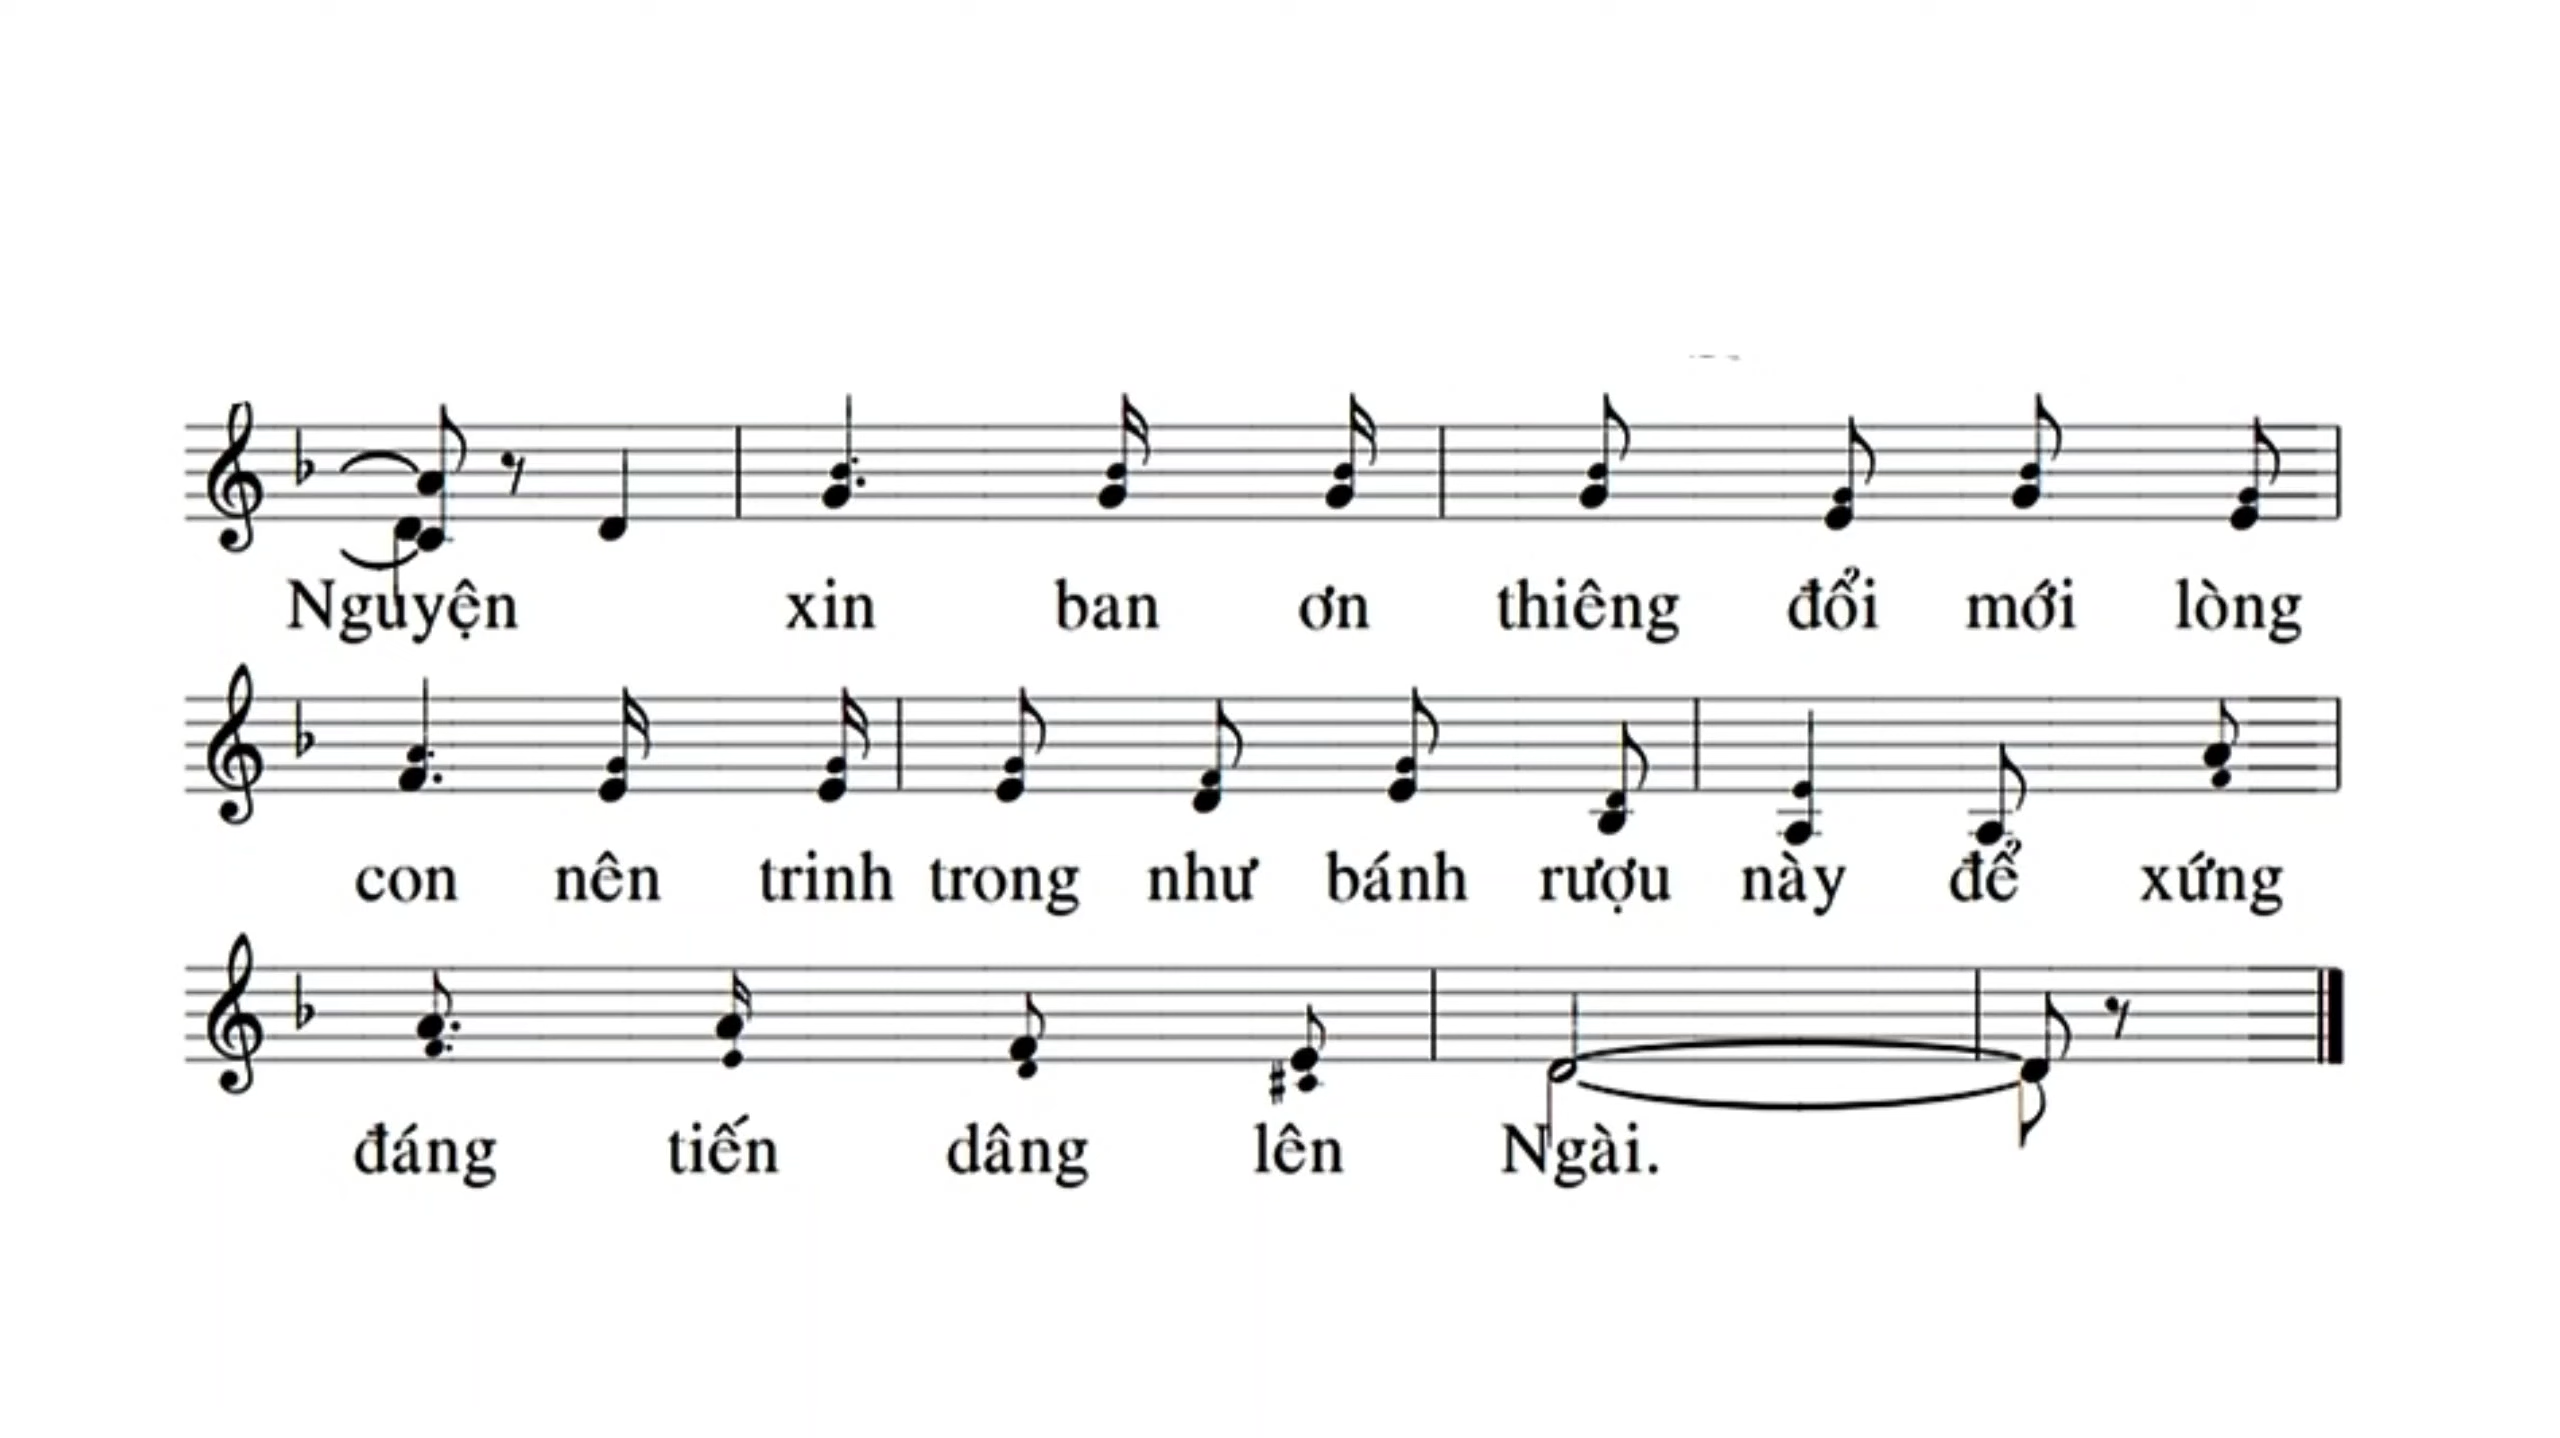 Nguyện xin ban ơn thiêng đổi mới lòng
con nên trinh trong như bánh rượu này để xứng
đáng tiến dâng lên Ngài.